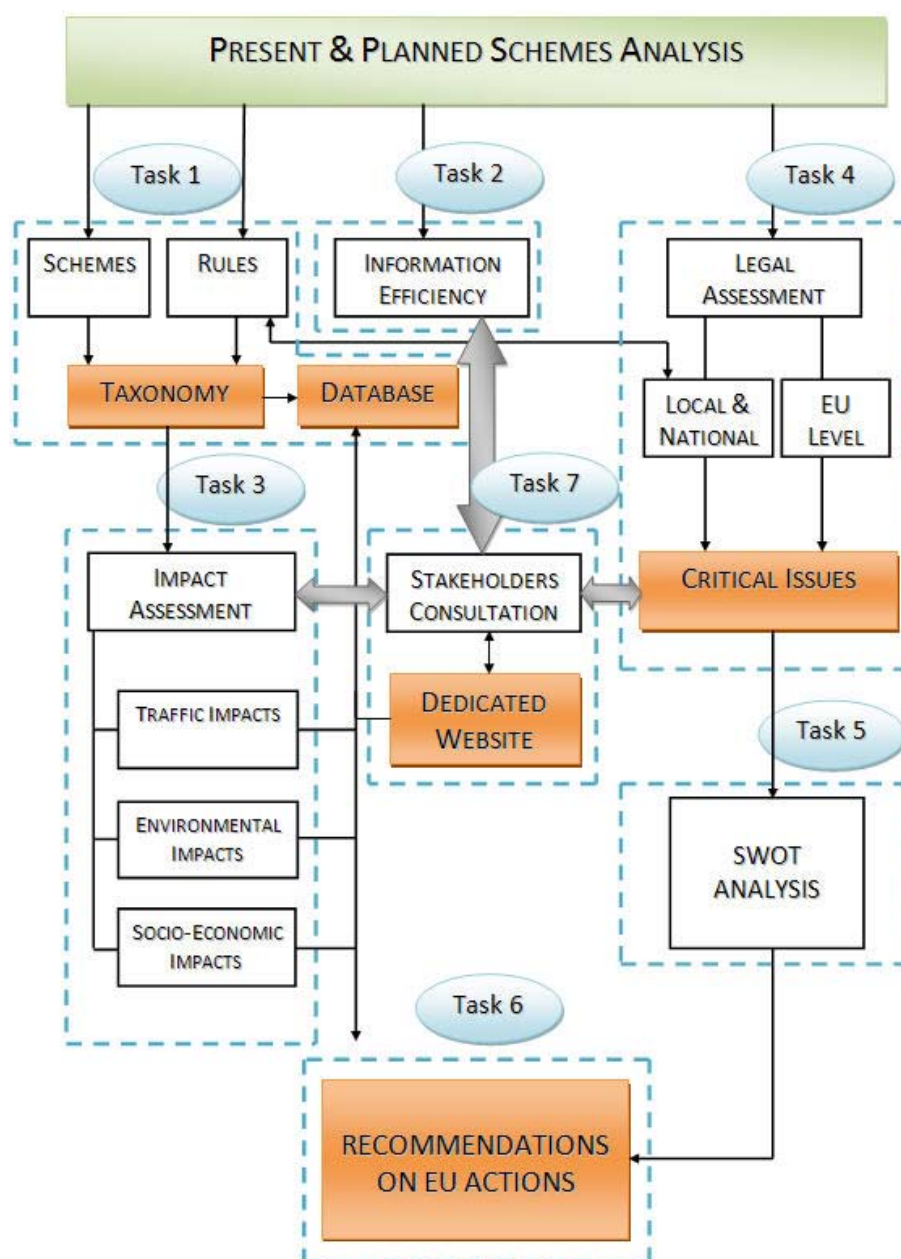 PRESENT & PLANNED SCHEMES ANALYSIS
Task 1
Task 2
Task 4
SCHEMES
RULES
INFORMATION
EFFICIENCY
LEGAL
ASSESSMENT
TAXONOMY
DATABASE
LOCAL &
NATIONAL
EU
LEVEL
Task 3
Task 7
IMPACT
ASSESSMENT
STAKEHOLDERS
CONSULTATION
CRITICAL ISSUES
TRAFFIC IMPACTS
DEDICATED
WEBSITE
Task 5
ENVIRONMENTAL
IMPACTS
SWOT
ANALYSIS
SOCIO-ECONOMIC
IMPACTS
Task 6
RECOMMENDATIONS
ON EU ACTIONS